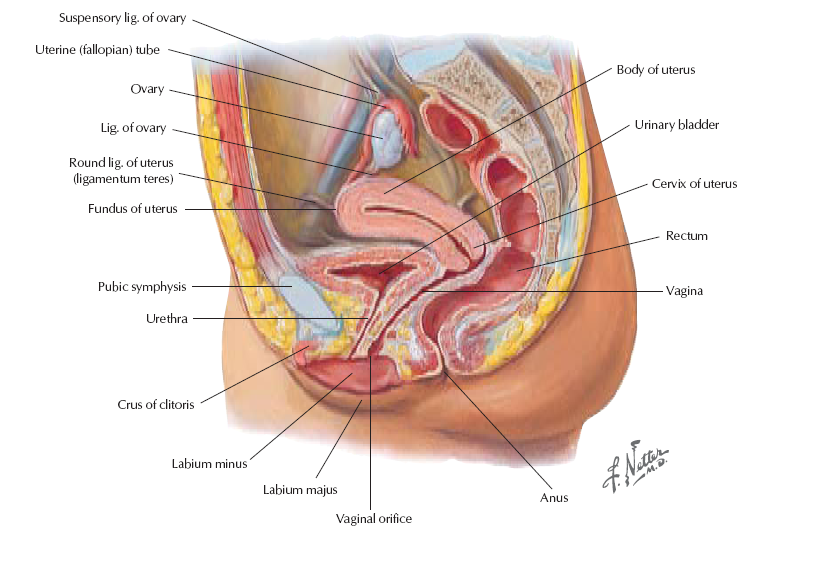 Suspensory lig. of ovary
Uterine (fallopian) tube
Ovary
Lig. of ovary
Round lig. of uterus
(ligamentum teres)
Fundus of uterus
Pubic symphysis
Urethra
Crus of clitoris
Labium minus
Labium majus
Vaginal orifice
Body of uterus
Urinary bladder
Cervix of uterus
Rectum
Vagina
Anus
F. Netter
M.D.